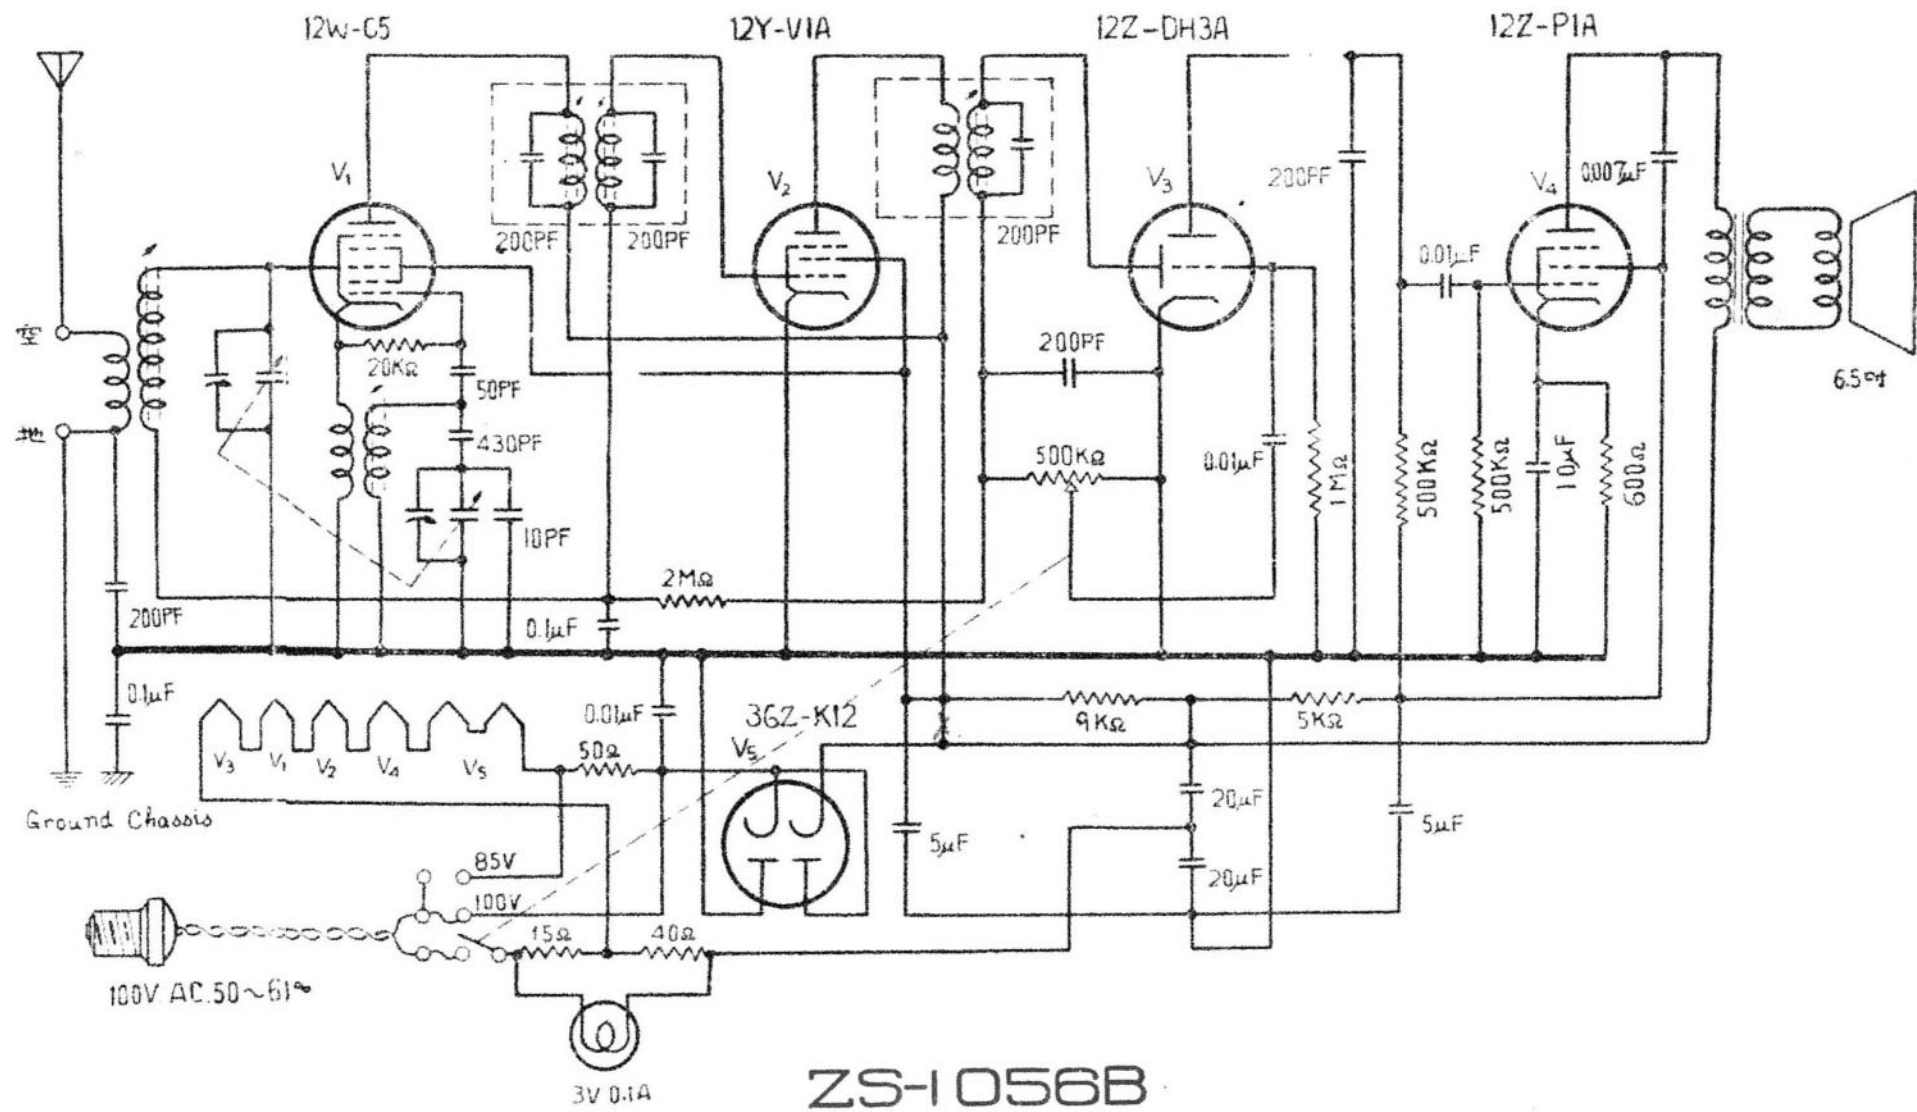 12W-C5
12Y-V1A
12Z-DH3A
12Z-P1A
V1
V2
V3
V4
200PF
200PF
200PF
200PF
0.007μF
0.01μF
空
地
20KΩ
50PF
430PF
10PF
200PF
500KΩ
0.01μF
1MΩ
500KΩ
500KΩ
10μF
600Ω
6.5吋
2MΩ
200PF
0.1μF
0.1μF
0.01μF
36Z-K12
V5
9KΩ
5KΩ
50Ω
V3
V1
V2
V4
V5
20μF
5μF
5μF
20μF
Ground Chassis
85V
100V
15Ω
40Ω
100V AC.50~61∞
3V 0.1A
ZS-1056B